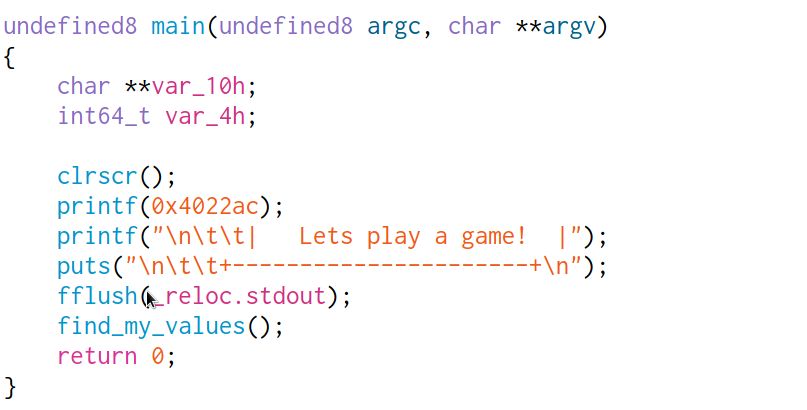 undefined8 main(undefined8 argc, char **argv)
{
    char **var_10h;
    int64_t var_4h;

    clrscr();
    printf(0x4022ac);
    printf("\n\t\t|   Lets play a game!  |");
    puts("\n\t\t+----------------------+\n");
    fflush(_reloc.stdout);
    find_my_values();
    return 0;
}